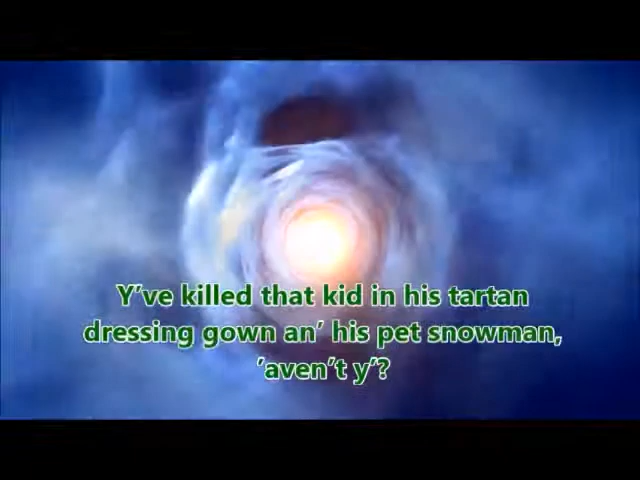 Y've killed that kid in his tartan
dressing gown an' his pet snowman,
'aven't y'?